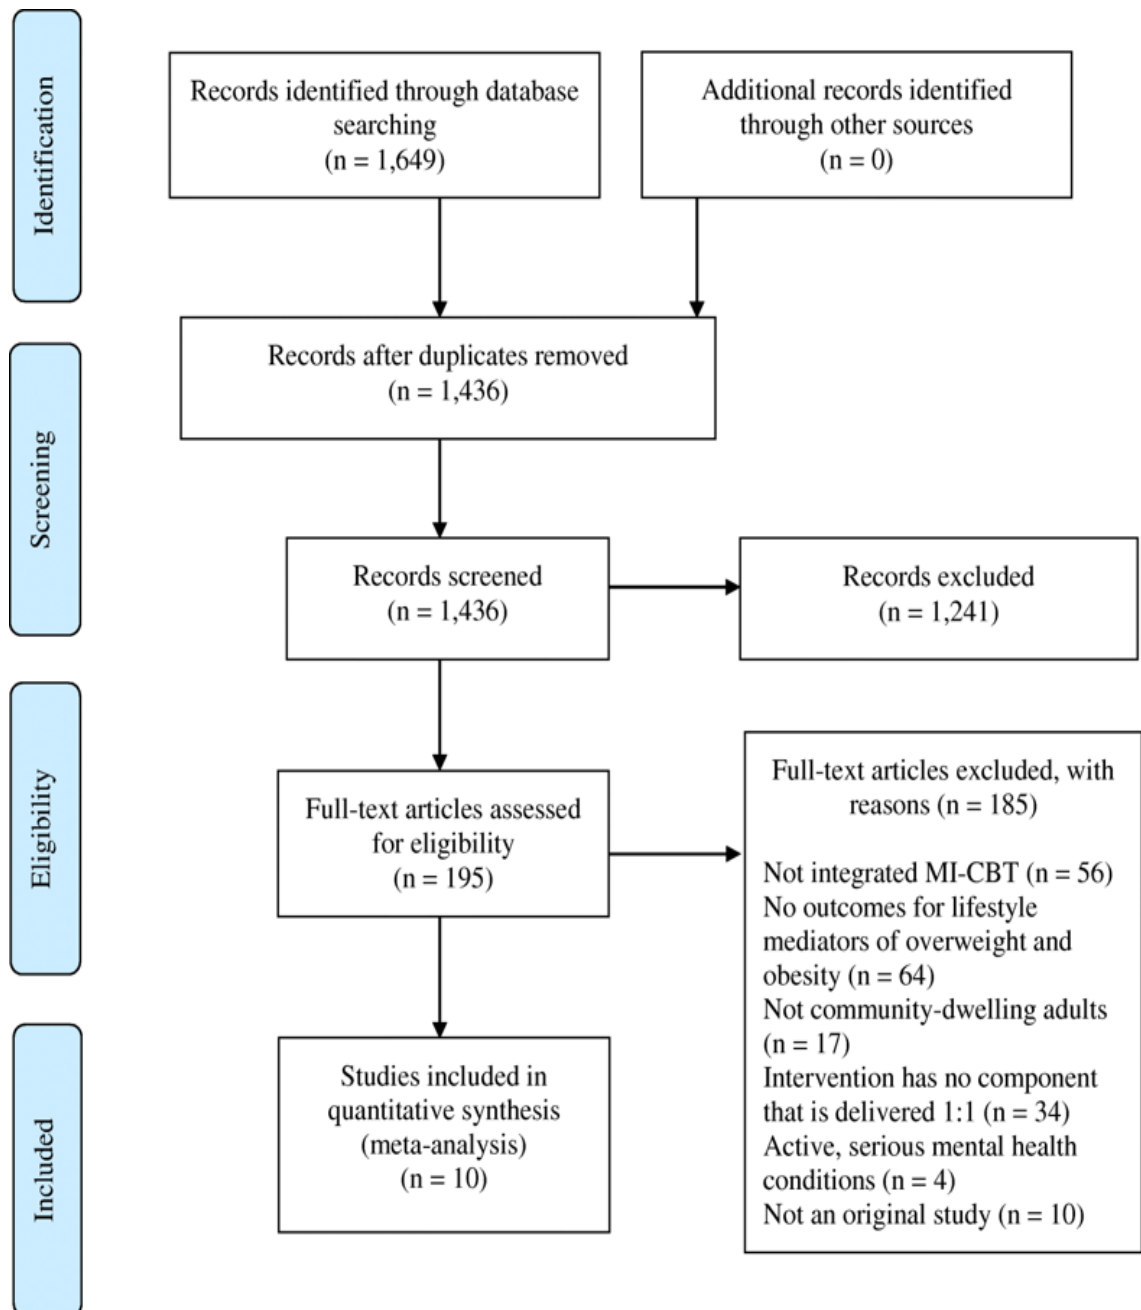 Identification
Records identified through database
searching
(n = 1,649)
Additional records identified
through other sources
(n = 0)
Screening
Records after duplicates removed
(n = 1,436)
Records screened
(n = 1,436)
Records excluded
(n = 1,241)
Eligibility
Full-text articles assessed
for eligibility
(n = 195)
Full-text articles excluded, with
reasons (n = 185)
Not integrated MI-CBT (n = 56)
No outcomes for lifestyle
mediators of overweight and
obesity (n = 64)
Not community-dwelling adults
(n = 17)
Intervention has no component
that is delivered 1:1 (n = 34)
Active, serious mental health
conditions (n = 4)
Not an original study (n = 10)
Included
Studies included in
quantitative synthesis
(meta-analysis)
(n = 10)